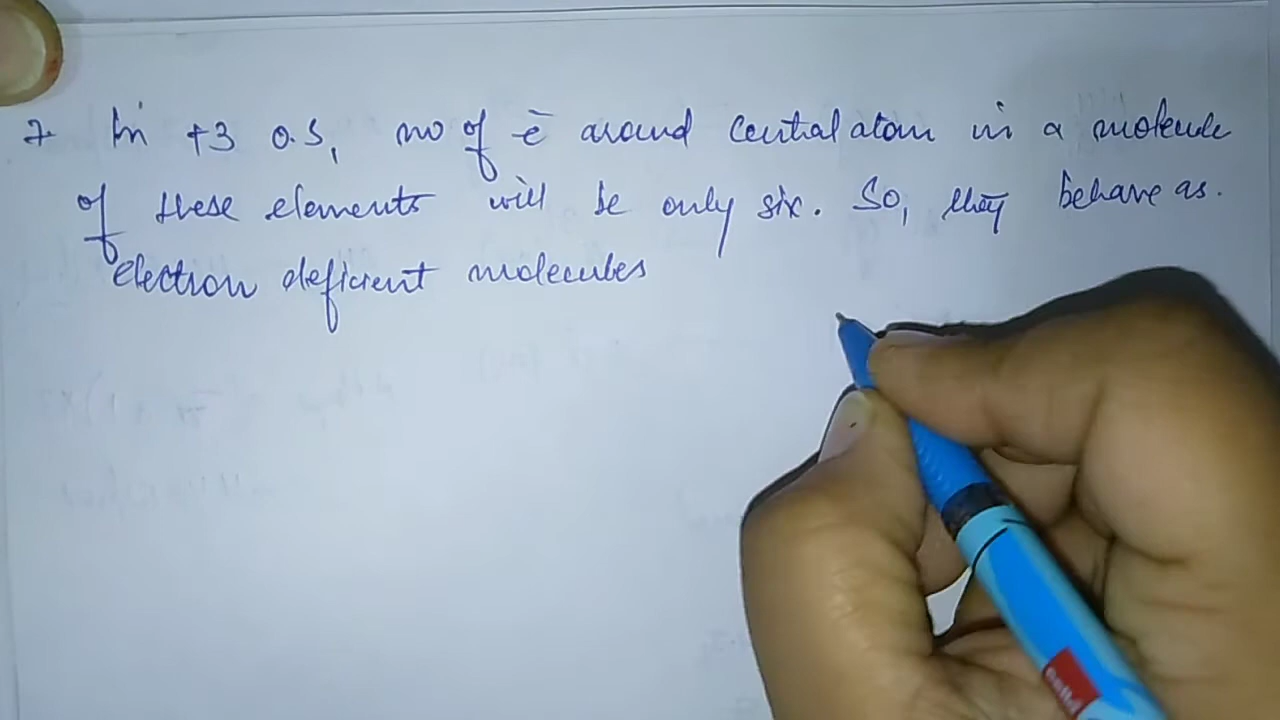 7. In +3 O.S, no of ē around central atom in a molecule
of these elements will be only six. So, they behave as.
electron deficient molecules